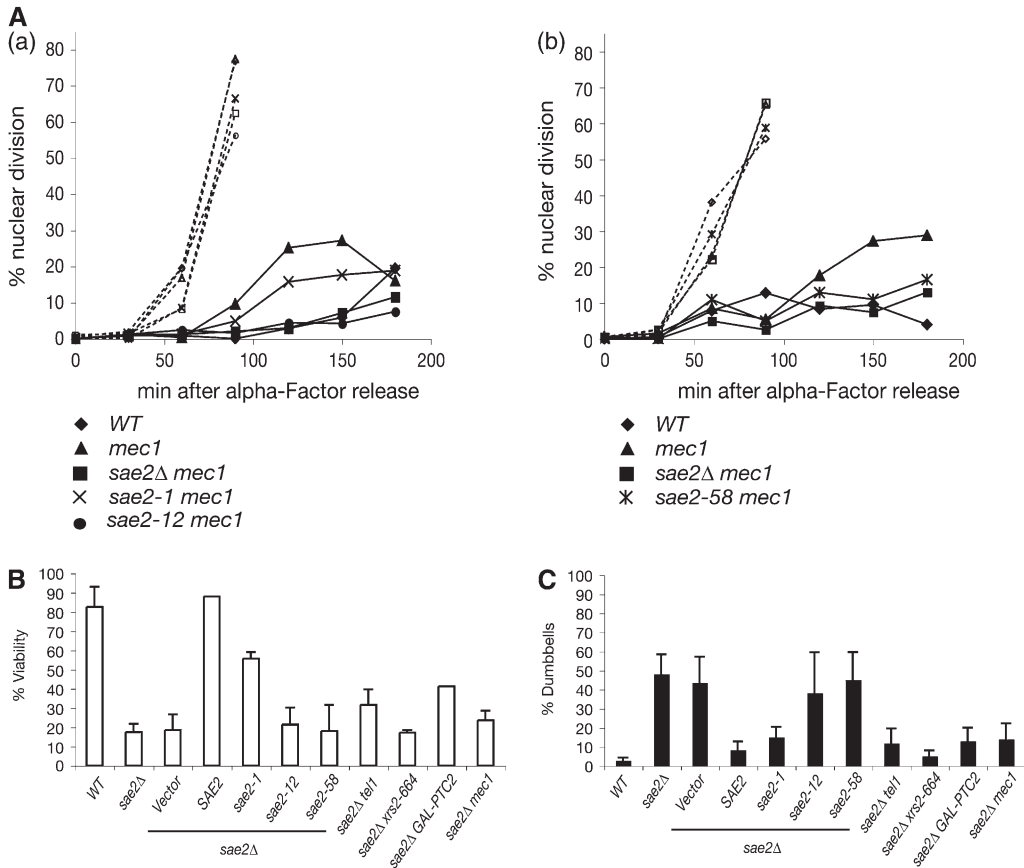 A
(a)
80
70
60
50
40
30
20
10
0
% nuclear division
0 50 100 150 200
min after alpha-Factor release
WT
mec1
sae2Δ mec1
sae2-1 mec1
sae2-12 mec1
(b)
80
70
60
50
40
30
20
10
0
% nuclear division
0 50 100 150 200
min after alpha-Factor release
WT
mec1
sae2Δ mec1
sae2-58 mec1
B
100
90
80
70
60
50
40
30
20
10
0
% Viability
WT
sae2Δ
Vector
SAE2
sae2-1
sae2-12
sae2-58
sae2Δ tel1
sae2Δ xrs2-664
sae2Δ GAL-PTC2
sae2Δ mec1
sae2Δ
C
100
90
80
70
60
50
40
30
20
10
0
% Dumbbells
WT
sae2Δ
Vector
SAE2
sae2-1
sae2-12
sae2-58
sae2Δ tel1
sae2Δ xrs2-664
sae2Δ GAL-PTC2
sae2Δ mec1
sae2Δ